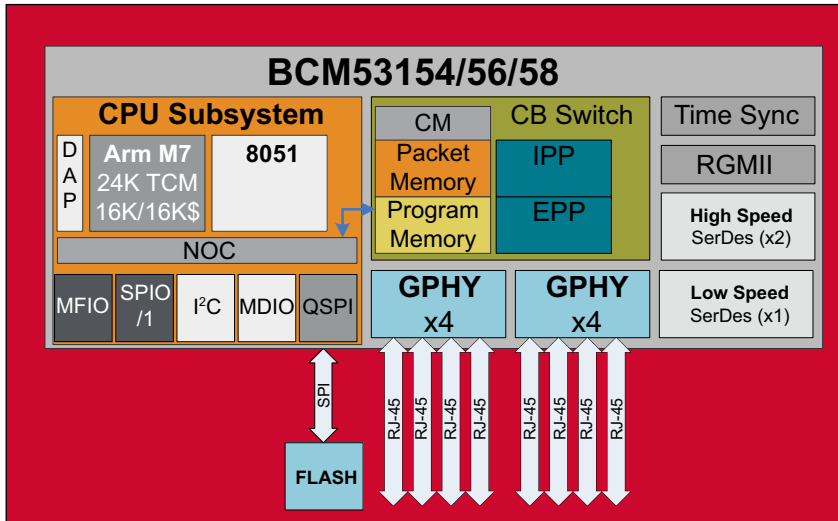 BCM53154/56/58
CPU Subsystem
D
A
P
Arm M7
24K TCM
16K/16K$
8051
NOC
MFIO
SPIO
/1
I²C
MDIO
QSPI
CM
Packet
Memory
Program
Memory
CB Switch
IPP
EPP
Time Sync
RGMII
High Speed
SerDes (x2)
Low Speed
SerDes (x1)
GPHY
x4
GPHY
x4
SPI
FLASH
RJ-45
RJ-45
RJ-45
RJ-45
RJ-45
RJ-45
RJ-45
RJ-45